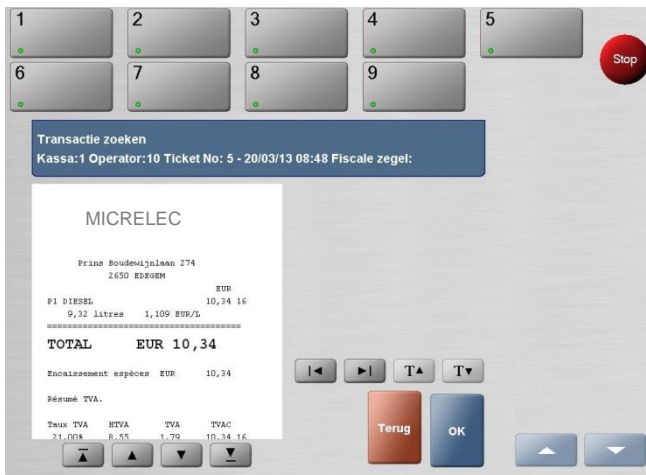 1 2 3 4 5
Stop
6 7 8 9
Transactie zoeken
Kassa:1 Operator:10 Ticket No: 5 - 20/03/13 08:48 Fiscale zegel:
MICRELEC
Prins Boudewijnlaan 274
2650 EDEGEM
EUR
P1 DIESEL 10,34 16
9,32 litres 1,109 EUR/L
======================================
TOTAL EUR 10,34
Encaissement espèces EUR 10,34
Résumé TVA.
Taux TVA HTVA TVA TVAC
21.00% 8.55 1.79 10.34 16
T▲ T▼
Terug OK